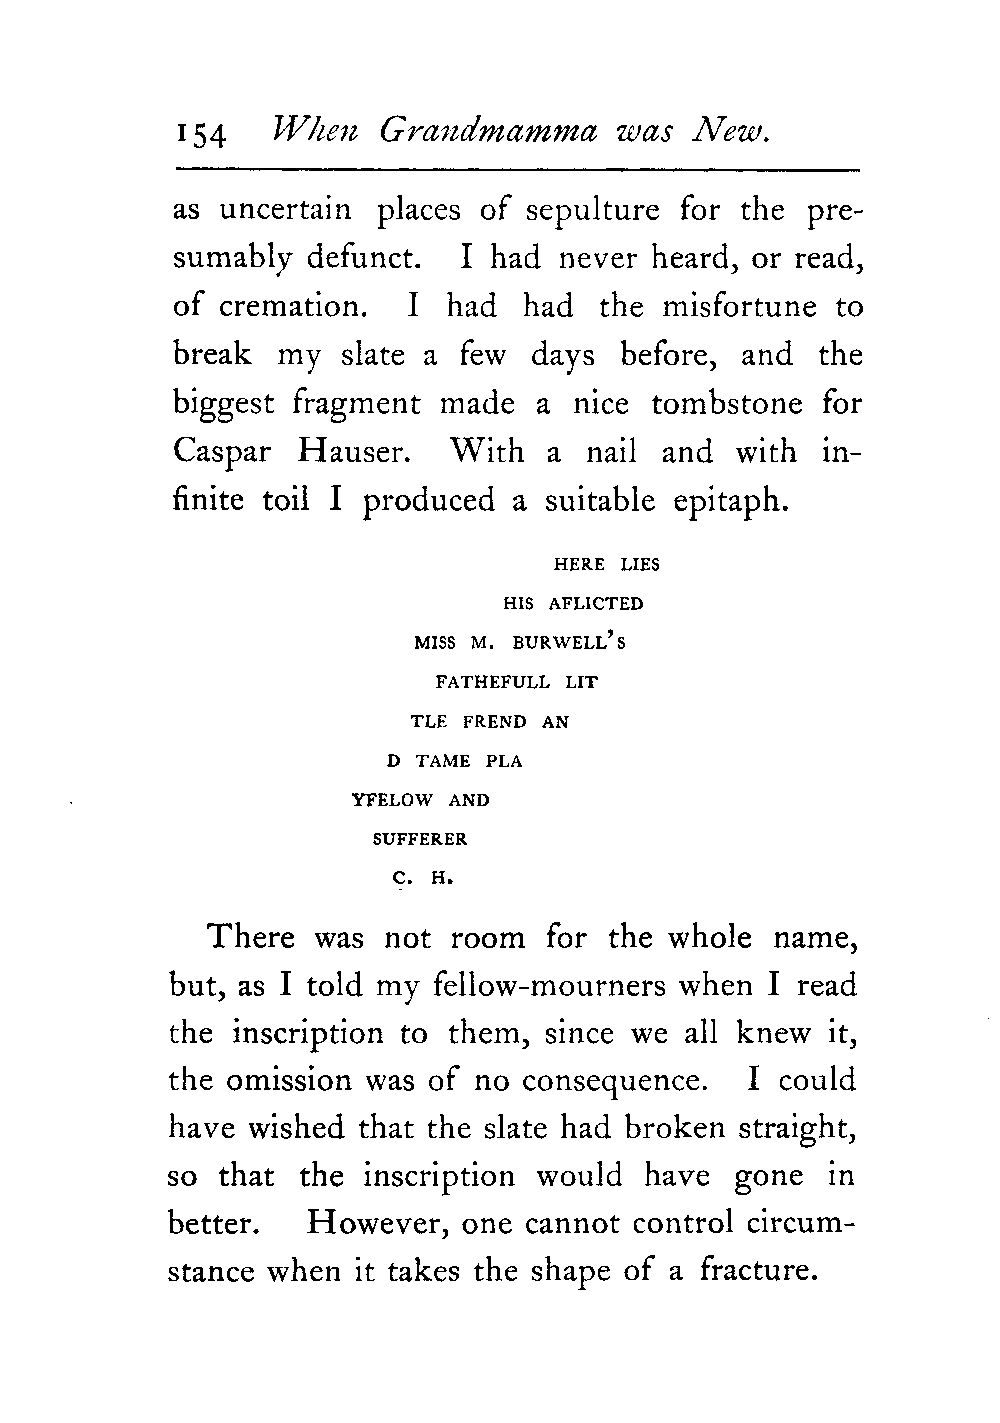 154 When Grandmamma was New.
as uncertain places of sepulture for the pre-
sumably defunct. I had never heard, or read,
of cremation. I had had the misfortune to
break my slate a few days before, and the
biggest fragment made a nice tombstone for
Caspar Hauser. With a nail and with in-
finite toil I produced a suitable epitaph.
HERE LIES
HIS AFLICTED
MISS M. BURWELL'S
FATHEFULL LIT
TLE FREND AN
D TAME PLA
YFELOW AND
SUFFERER
C. H.
There was not room for the whole name,
but, as I told my fellow-mourners when I read
the inscription to them, since we all knew it,
the omission was of no consequence. I could
have wished that the slate had broken straight,
so that the inscription would have gone in
better. However, one cannot control circum-
stance when it takes the shape of a fracture.